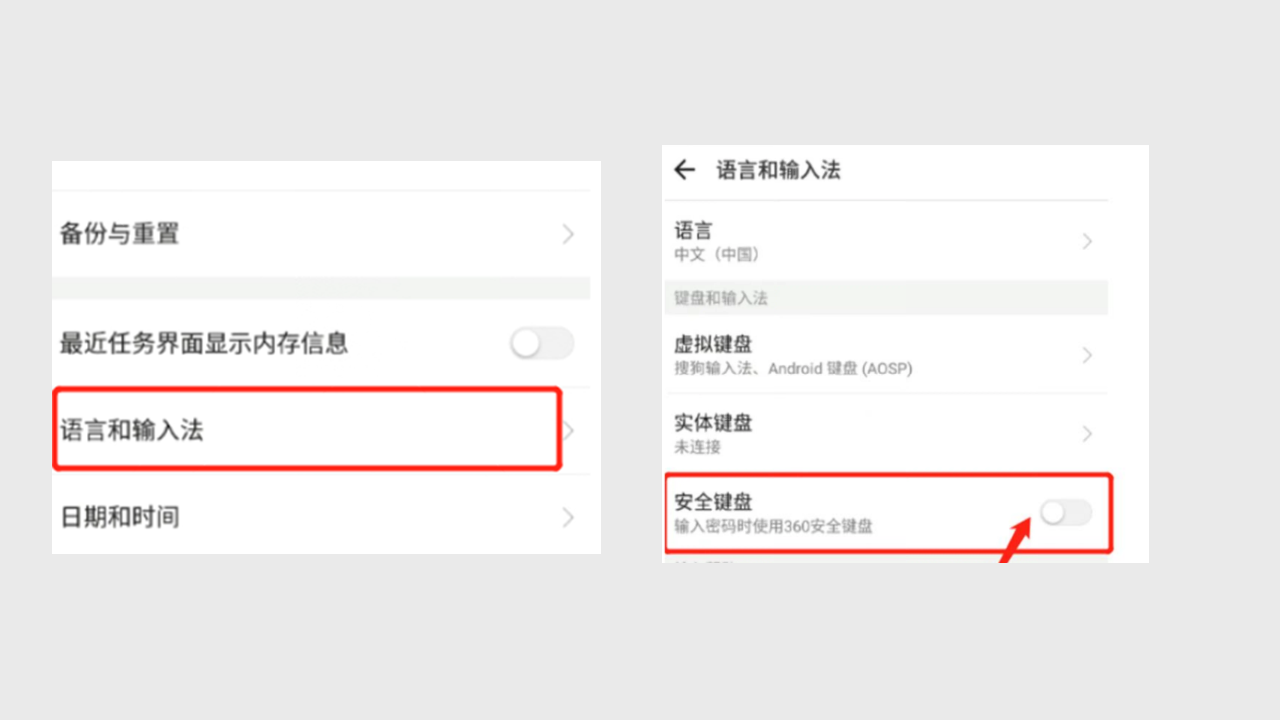 备份与重置
最近任务界面显示内存信息
语言和输入法
日期和时间
语言和输入法
语言
中文（中国）
键盘和输入法
虚拟键盘
搜狗输入法、Android 键盘 (AOSP)
实体键盘
未连接
安全键盘
输入密码时使用360安全键盘